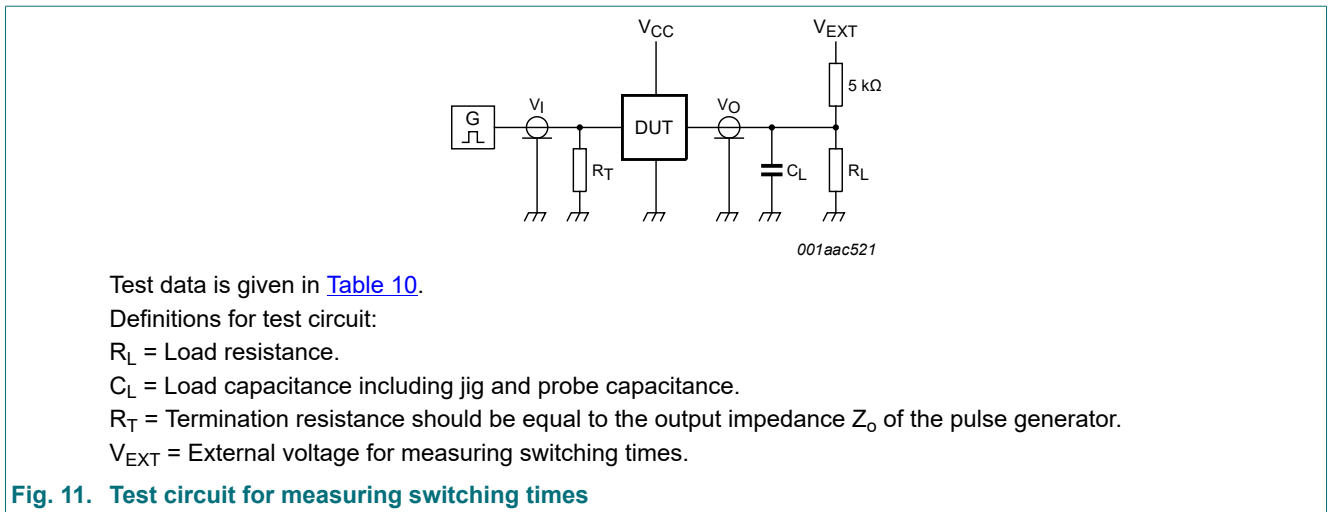 VCC
VEXT
5 kΩ
G
VI
DUT
VO
RT
CL
RL
001aac521
Test data is given in Table 10.
Definitions for test circuit:
RL = Load resistance.
CL = Load capacitance including jig and probe capacitance.
RT = Termination resistance should be equal to the output impedance Zo of the pulse generator.
VEXT = External voltage for measuring switching times.
Fig. 11. Test circuit for measuring switching times